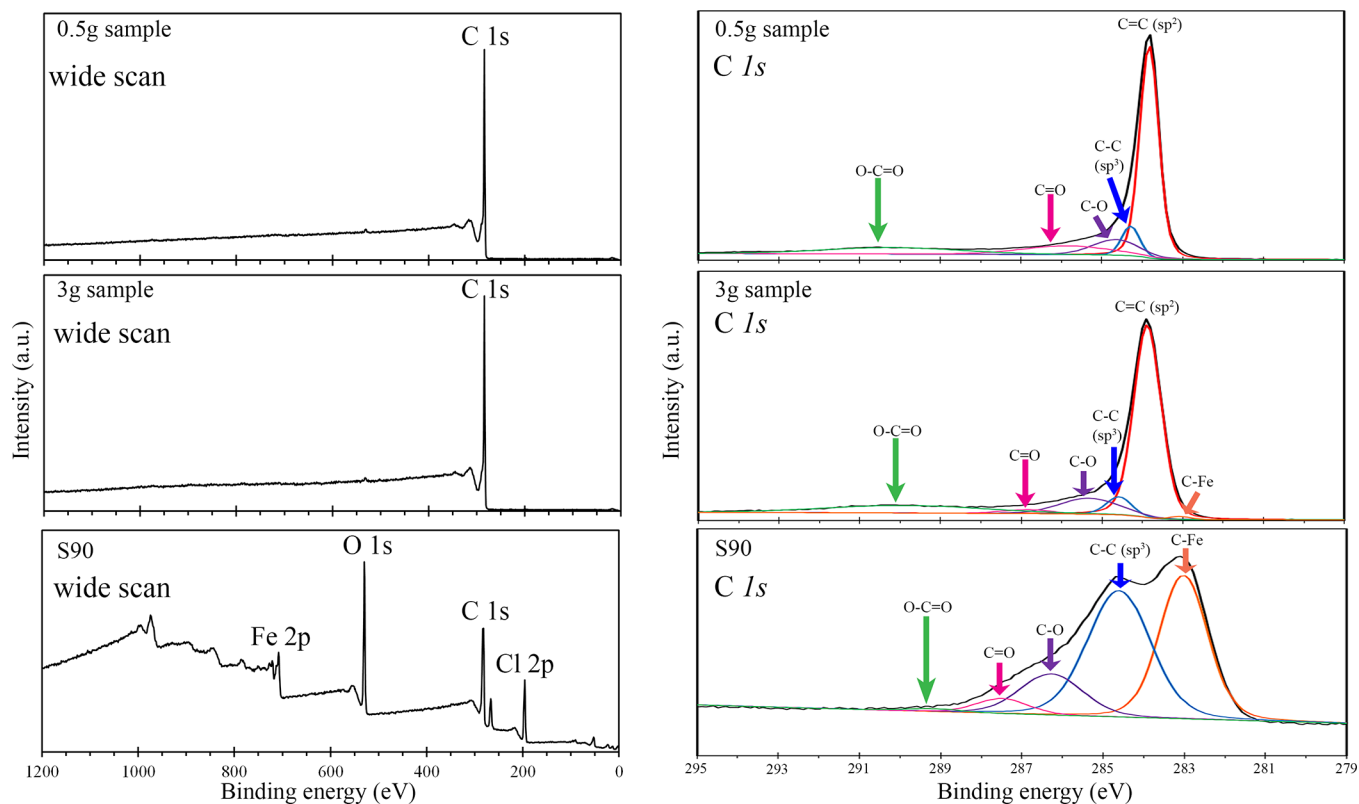 0.5g sample
wide scan
C 1s
3g sample
wide scan
C 1s
S90
wide scan
Fe 2p
O 1s
C 1s
Cl 2p
Intensity (a.u.)
1200
1000
800
600
400
200
0
Binding energy (eV)
0.5g sample
C 1s
O-C=O
C=O
C-O
C-C
(sp³)
C=C (sp²)
3g sample
C 1s
O-C=O
C=O
C-O
C-C
(sp³)
C=C (sp²)
C-Fe
S90
C 1s
O-C=O
C=O
C-O
C-C (sp³)
C-Fe
Intensity (a.u.)
295
293
291
289
287
285
283
281
279
Binding energy (eV)